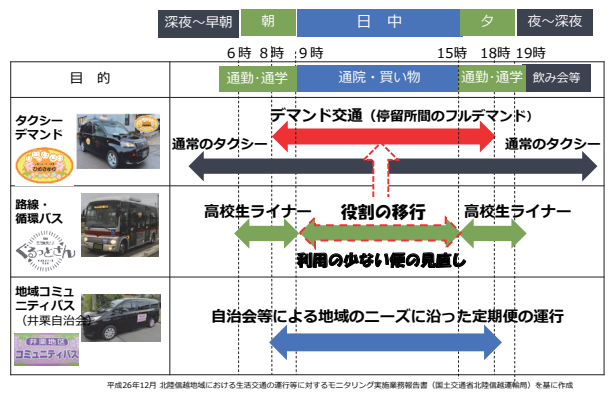 深夜～早朝
朝
日 中
夕
夜～深夜
6時 8時 9時 15時 18時 19時
目 的
通勤・通学
通院・買い物
通勤・通学
飲み会等
タクシー
デマンド
デマンド交通（停留所間のフルデマンド）
通常のタクシー
通常のタクシー
ひめさゆり
路線・
循環バス
ぐるっとさん
高校生ライナー
役割の移行
高校生ライナー
利用の少ない便の見直し
地域コミュ
ニティバス
（井栗自治会）
井栗地区
コミュニティバス
自治会等による地域のニーズに沿った定期便の運行
平成26年12月 北陸信越地域における生活交通の運行等に対するモニタリング実施業務報告書（国土交通省北陸信越運輸局）を基に作成